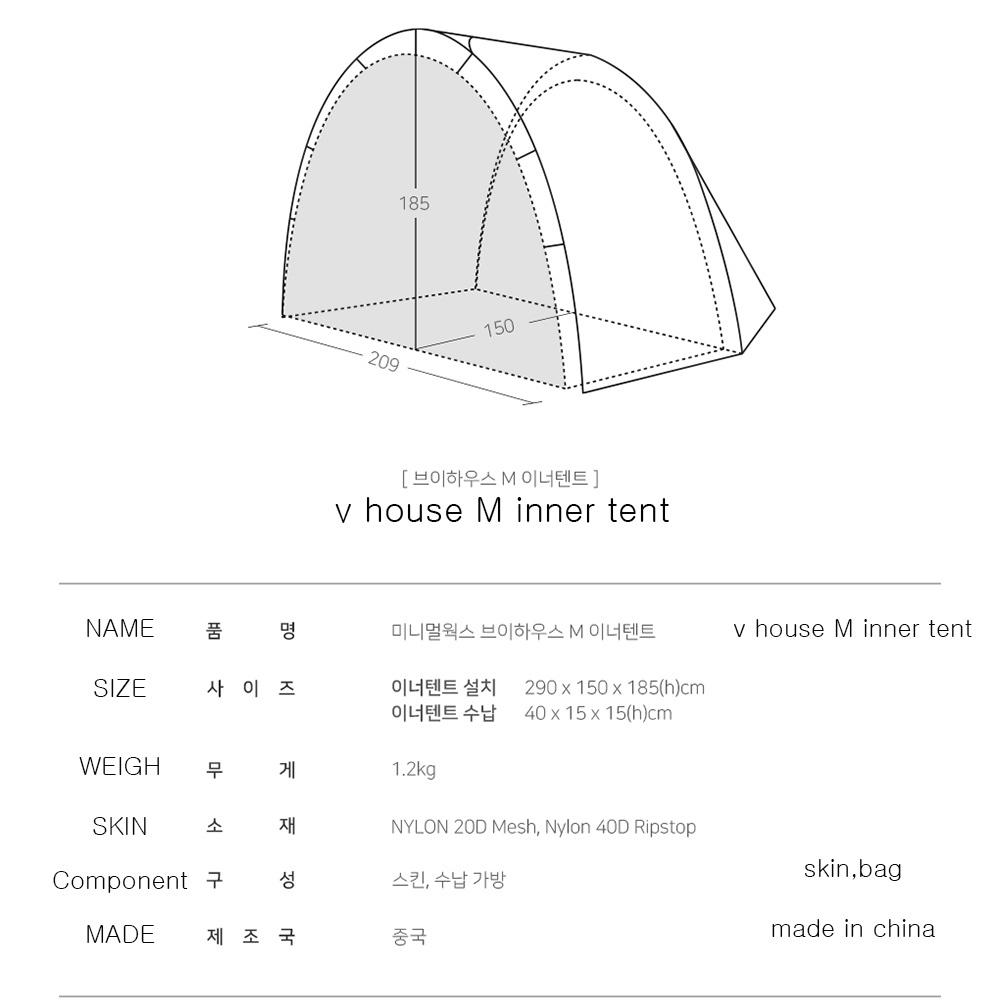 185
150
209
[ 브이하우스 M 이너텐트 ]
v house M inner tent
NAME 품 명 미니멀웍스 브이하우스 M 이너텐트 v house M inner tent
SIZE 사 이 즈 이너텐트 설치 290 x 150 x 185(h)cm
이너텐트 수납 40 x 15 x 15(h)cm
WEIGH 무 게 1.2kg
SKIN 소 재 NYLON 20D Mesh, Nylon 40D Ripstop
Component 구 성 스킨, 수납 가방 skin,bag
MADE 제 조 국 중국 made in china